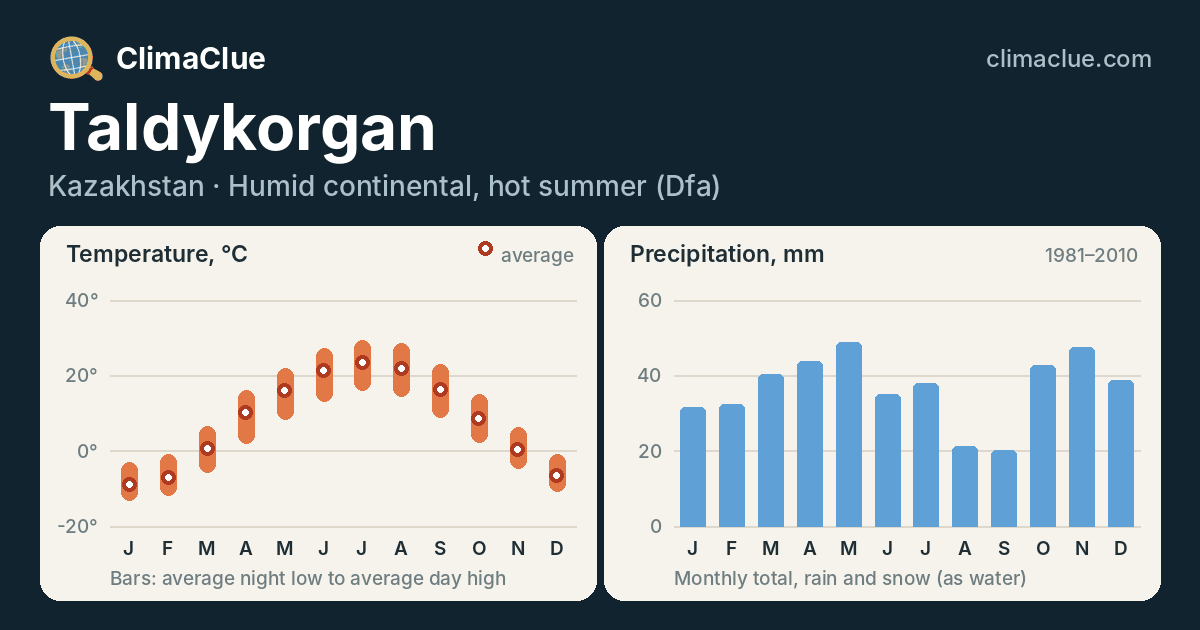 ClimaClue
climaclue.com
Taldykorgan
Kazakhstan · Humid continental, hot summer (Dfa)
Temperature, °C
average
40°
20°
0°
-20°
J F M A M J J A S O N D
Bars: average night low to average day high
Precipitation, mm
1981–2010
60
40
20
0
J F M A M J J A S O N D
Monthly total, rain and snow (as water)